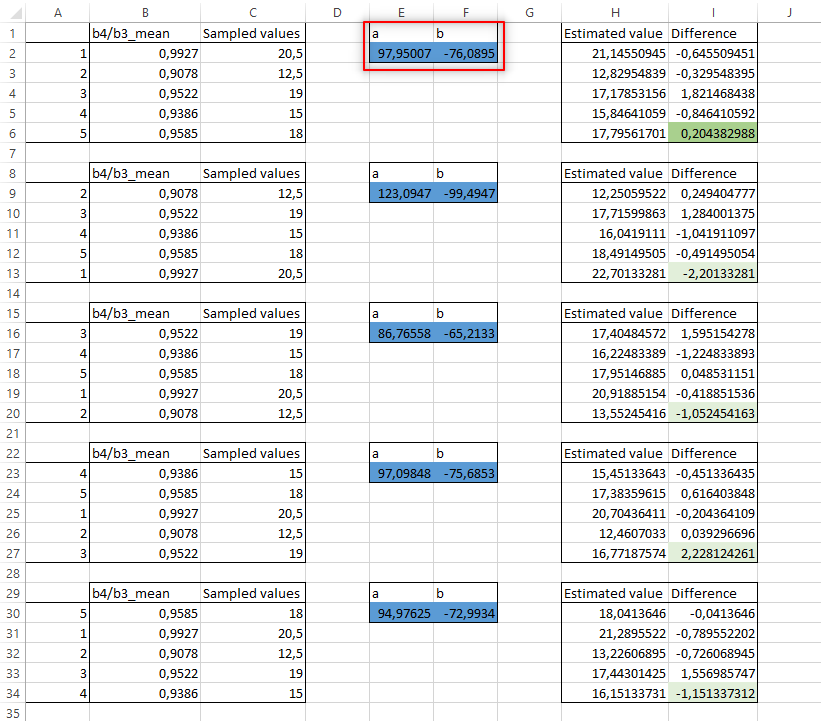 A B C D E F G H I J
1 b4/b3_mean Sampled values a b Estimated value Difference
2 1 0,9927 20,5 97,95007 -76,0895 21,14550945 -0,645509451
3 2 0,9078 12,5 12,82954839 -0,329548395
4 3 0,9522 19 17,17853156 1,821468438
5 4 0,9386 15 15,84641059 -0,846410592
6 5 0,9585 18 17,79561701 0,204382988
7
8 b4/b3_mean Sampled values a b Estimated value Difference
9 2 0,9078 12,5 123,0947 -99,4947 12,25059522 0,249404777
10 3 0,9522 19 17,71599863 1,284001375
11 4 0,9386 15 16,0419111 -1,041911097
12 5 0,9585 18 18,49149505 -0,491495054
13 1 0,9927 20,5 22,70133281 -2,20133281
14
15 b4/b3_mean Sampled values a b Estimated value Difference
16 3 0,9522 19 86,76558 -65,2133 17,40484572 1,595154278
17 4 0,9386 15 16,22483389 -1,224833893
18 5 0,9585 18 17,95146885 0,048531151
19 1 0,9927 20,5 20,91885154 -0,418851536
20 2 0,9078 12,5 13,55245416 -1,052454163
21
22 b4/b3_mean Sampled values a b Estimated value Difference
23 4 0,9386 15 97,09848 -75,6853 15,45133643 -0,451336435
24 5 0,9585 18 17,38359615 0,616403848
25 1 0,9927 20,5 20,70436411 -0,204364109
26 2 0,9078 12,5 12,4607033 0,039296696
27 3 0,9522 19 16,77187574 2,228124261
28
29 b4/b3_mean Sampled values a b Estimated value Difference
30 5 0,9585 18 94,97625 -72,9934 18,0413646 -0,0413646
31 1 0,9927 20,5 21,2895522 -0,789552202
32 2 0,9078 12,5 13,22606895 -0,726068945
33 3 0,9522 19 17,44301425 1,556985747
34 4 0,9386 15 16,15133731 -1,151337312
35